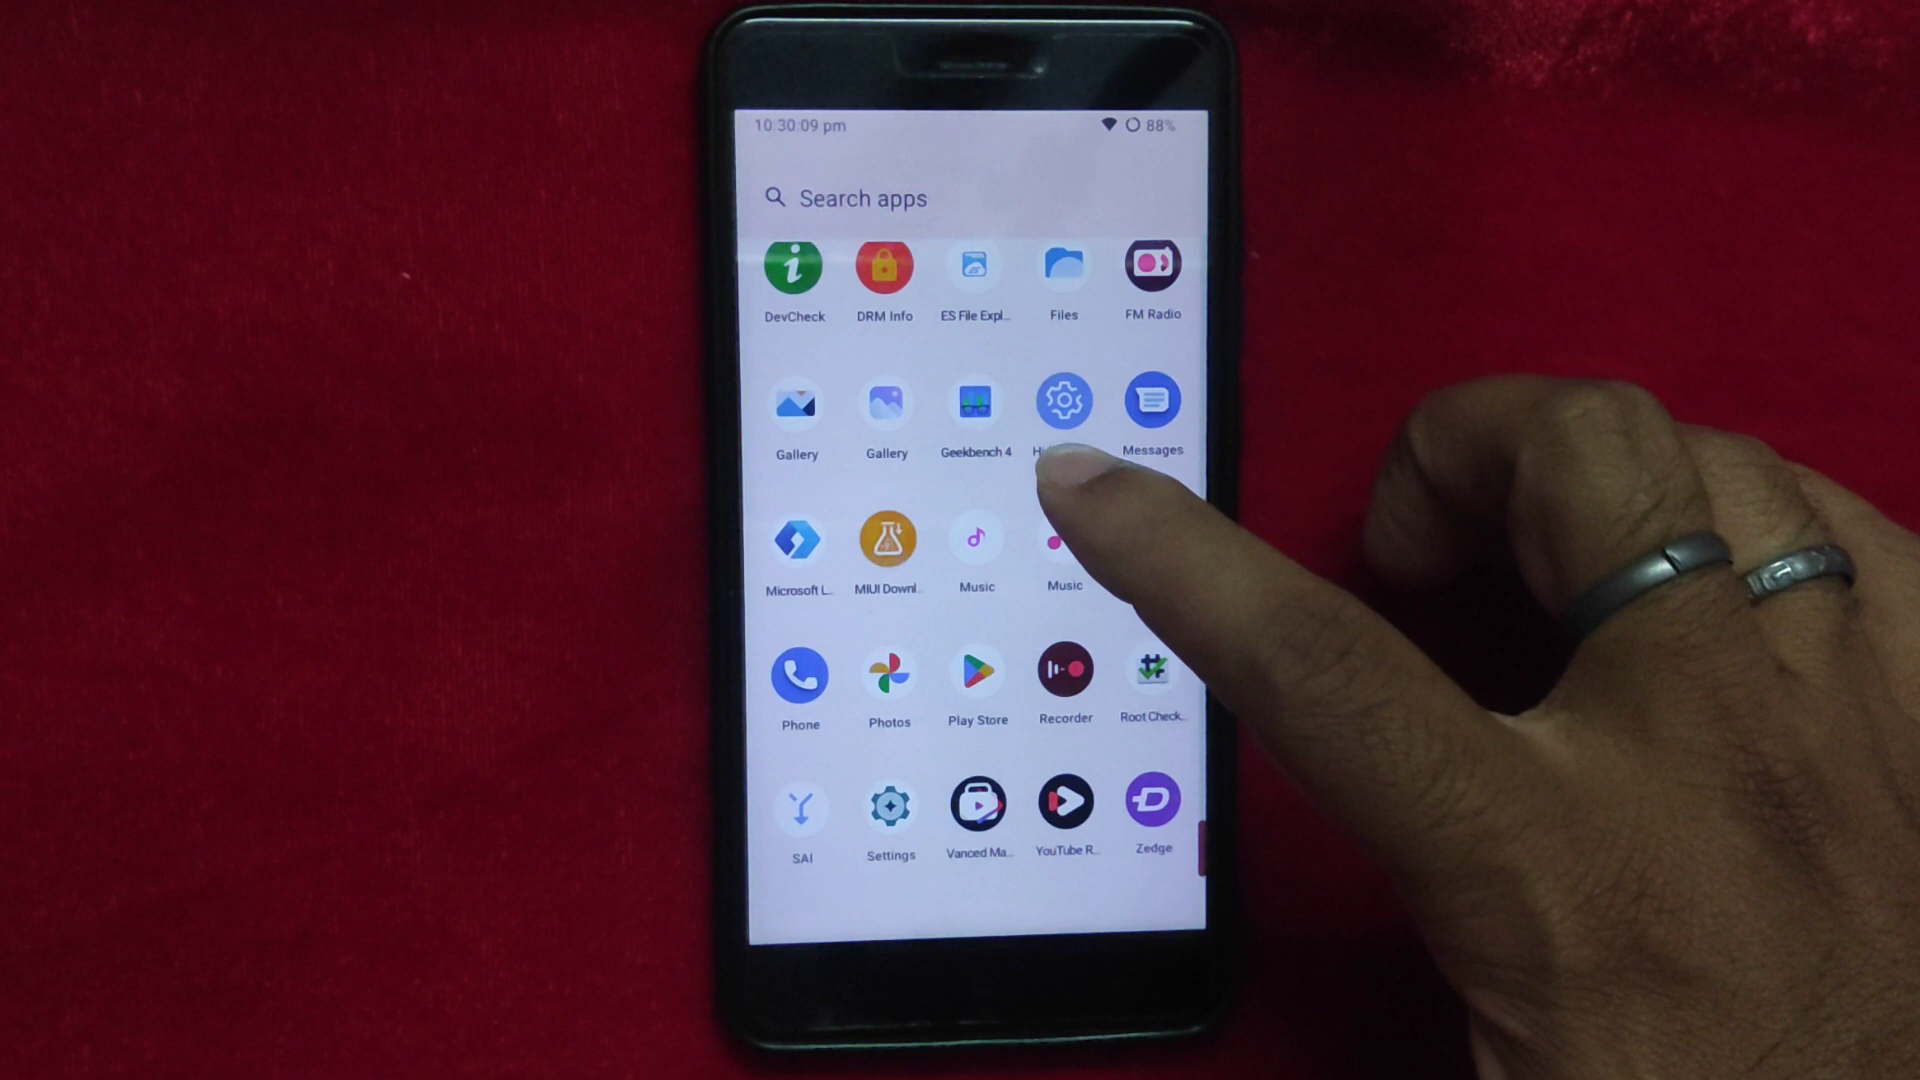 10:30:09 pm 88%
Search apps
DevCheck DRM Info ES File Expl... Files FM Radio
Gallery Gallery Geekbench 4 Messages
Microsoft L... MIUI Downl... Music Music
Phone Photos Play Store Recorder Root Check...
SAI Settings Vanced Ma... YouTube R... Zedge